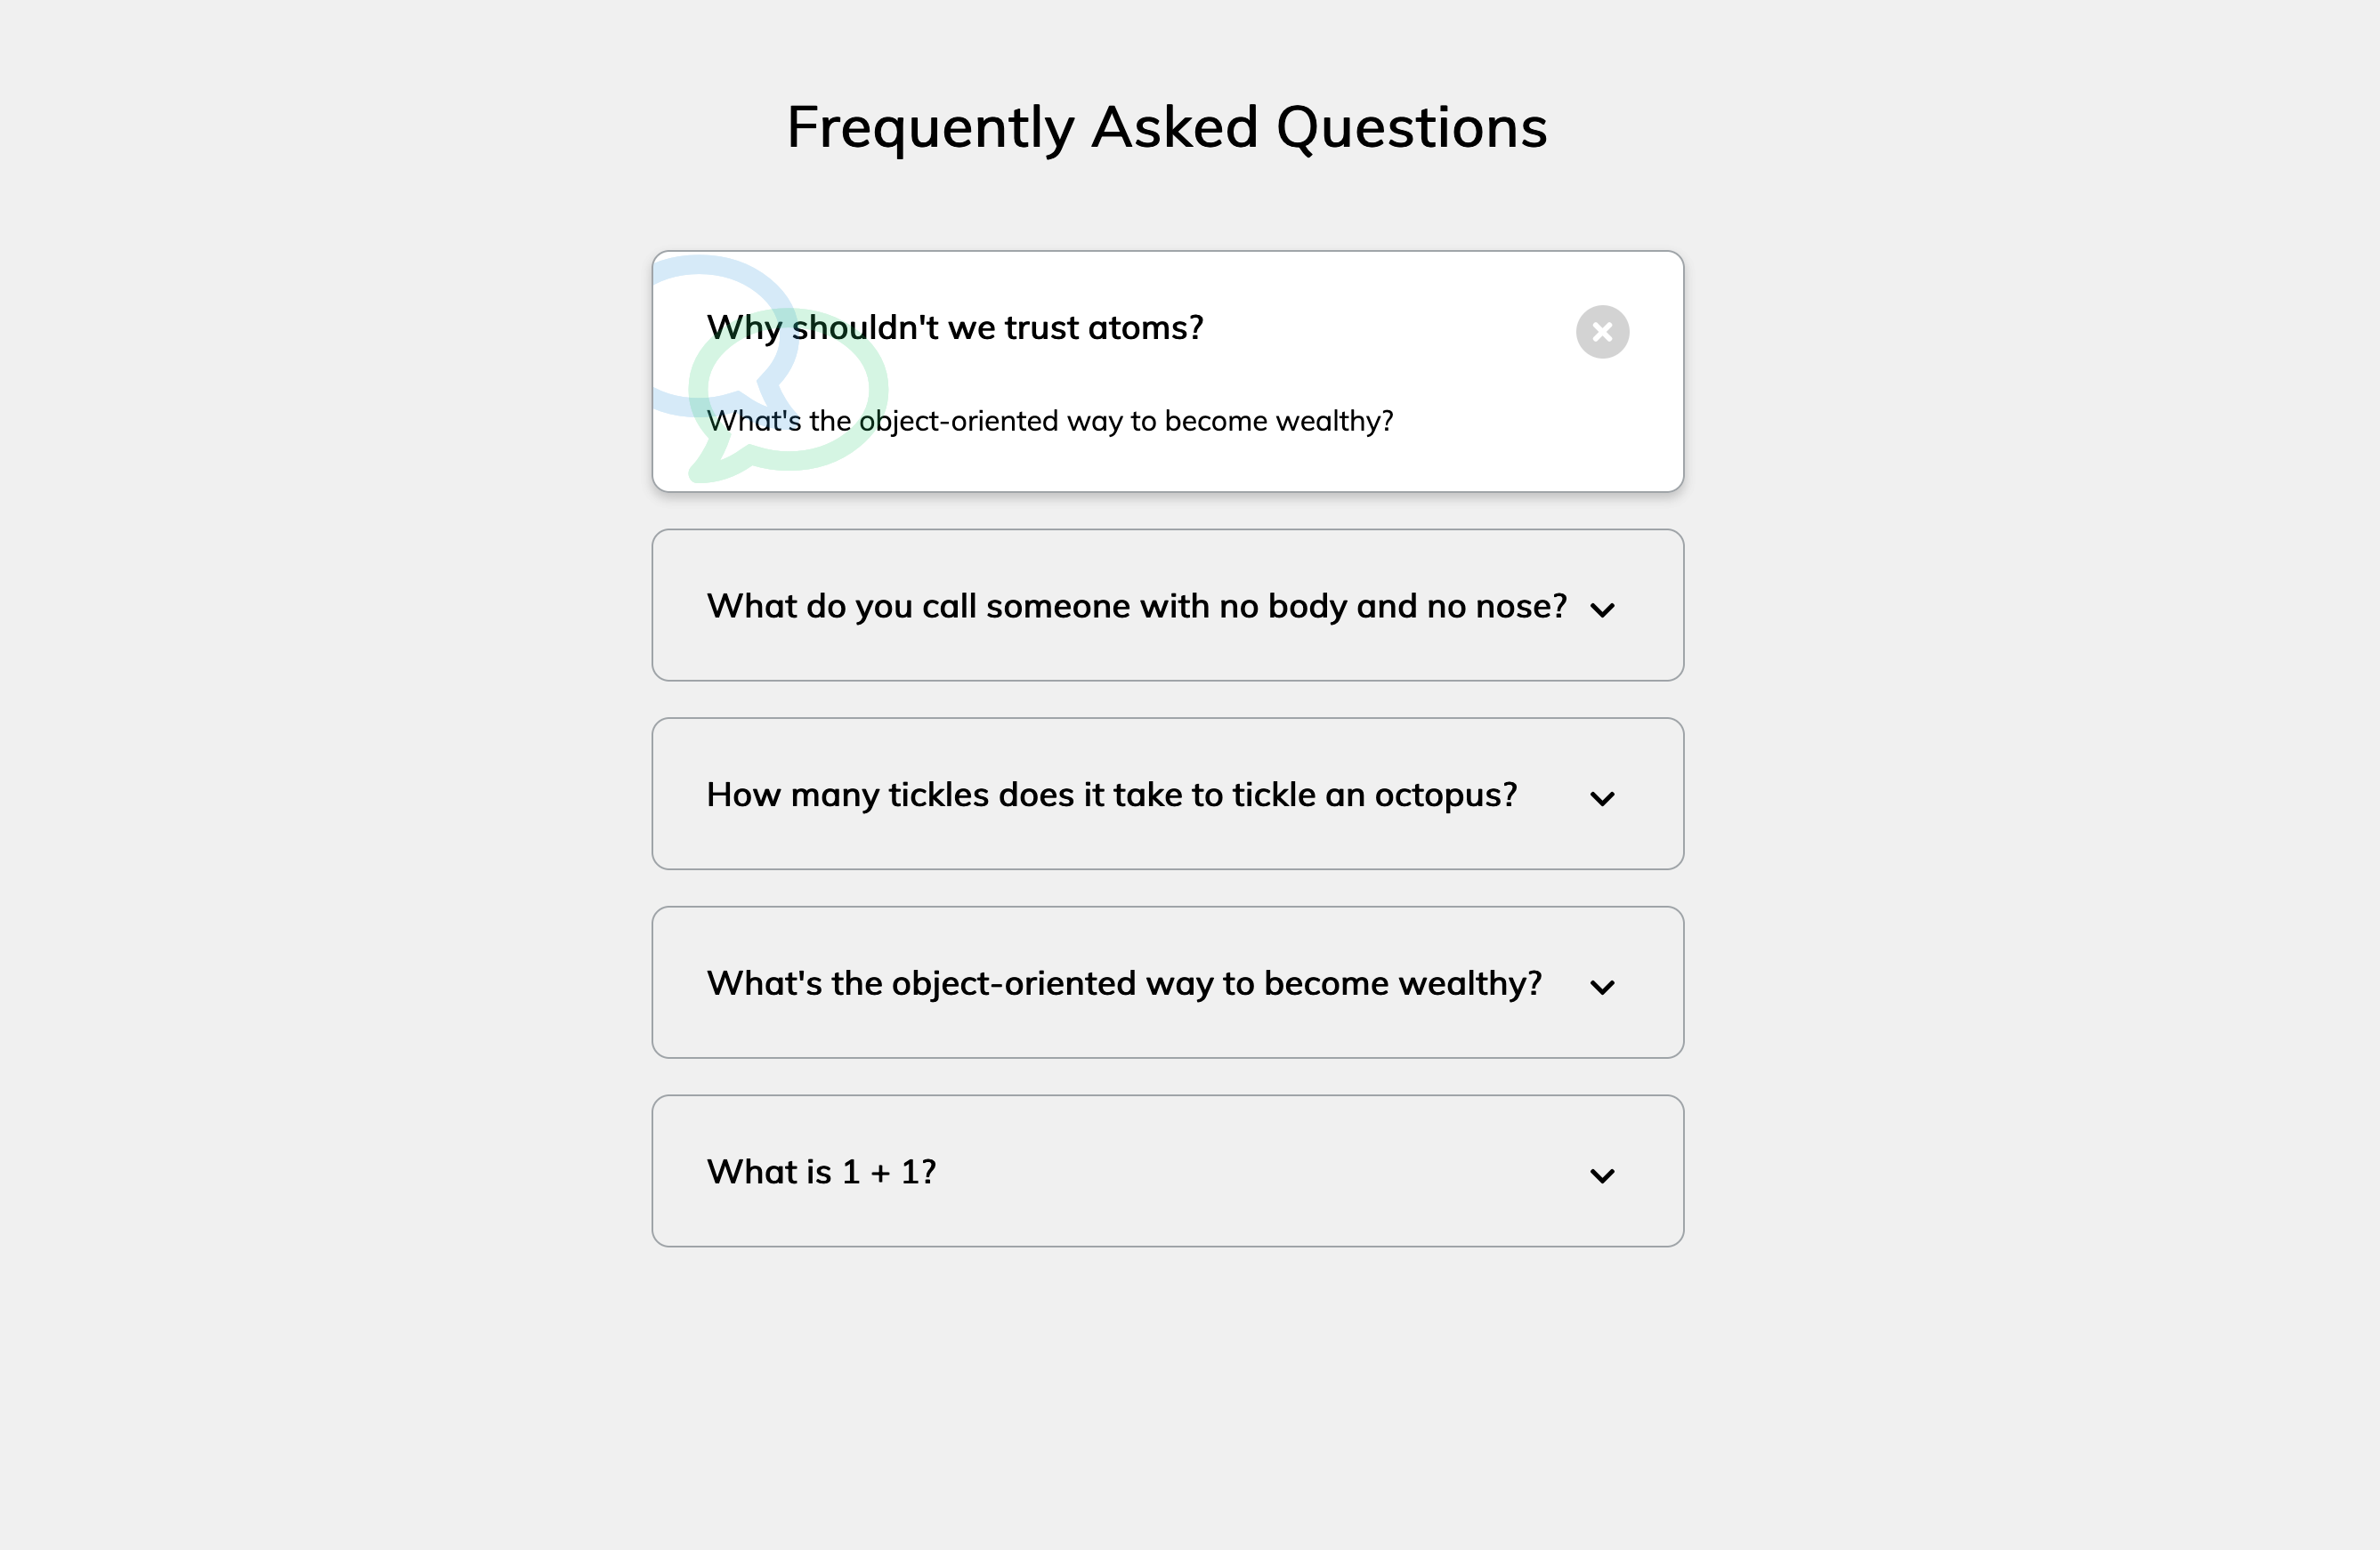 Frequently Asked Questions
Why shouldn't we trust atoms?
What's the object-oriented way to become wealthy?
What do you call someone with no body and no nose?
How many tickles does it take to tickle an octopus?
What's the object-oriented way to become wealthy?
What is 1 + 1?